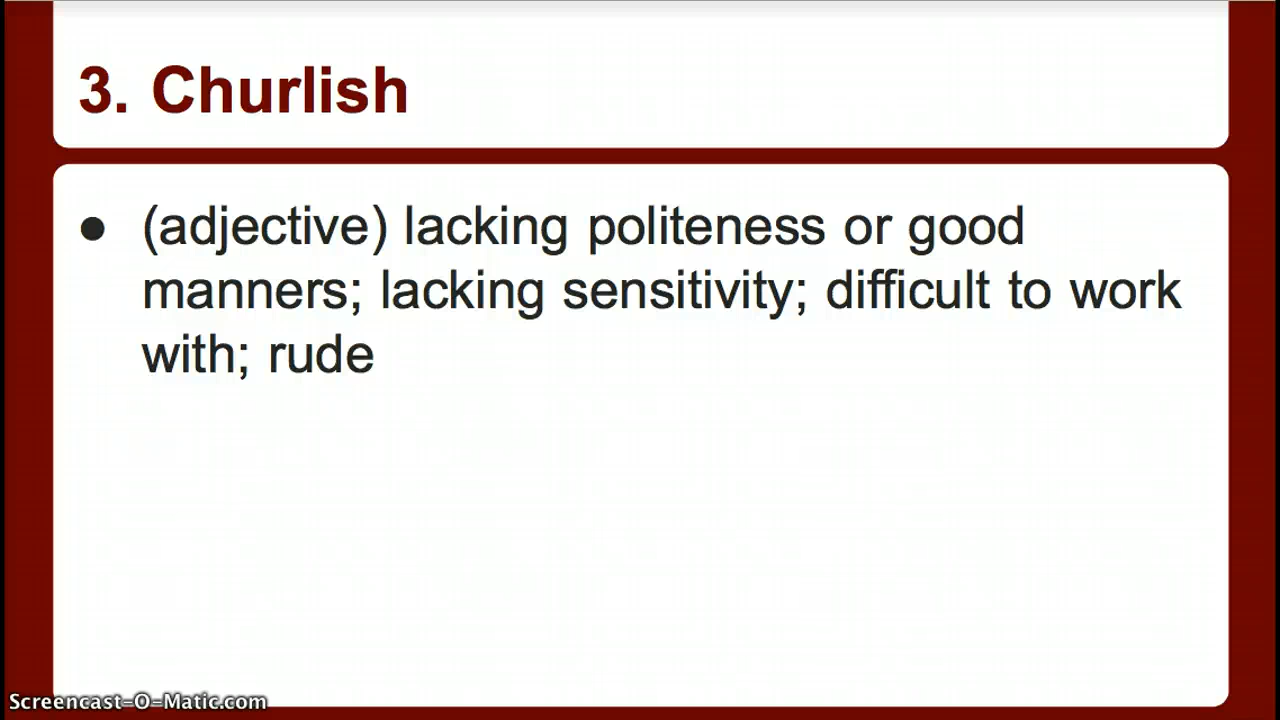 3. Churlish
● (adjective) lacking politeness or good
manners; lacking sensitivity; difficult to work
with; rude
Screencast-O-Matic.com